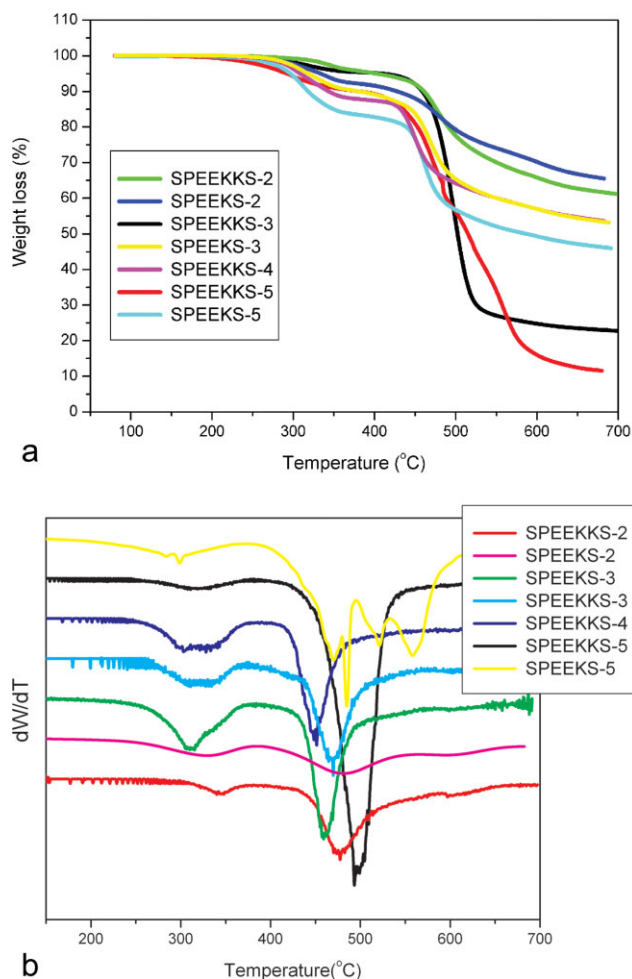 110
100
90
80
70
60
50
40
30
20
10
0
Weight loss (%)
SPEEKKS-2
SPEEKS-2
SPEEKKS-3
SPEEKS-3
SPEEKKS-4
SPEEKKS-5
SPEEKS-5
100 200 300 400 500 600 700
Temperature (°C)
a
SPEEKKS-2
SPEEKS-2
SPEEKS-3
SPEEKKS-3
SPEEKKS-4
SPEEKKS-5
SPEEKS-5
dW/dT
200 300 400 500 600 700
Temperature(°C)
b